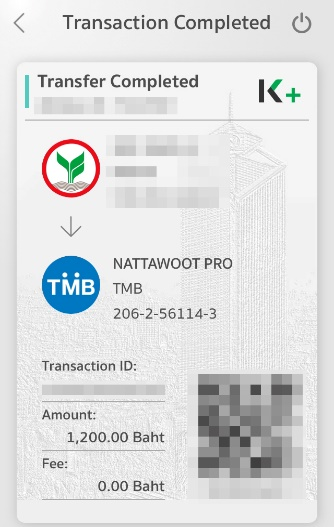 Transaction Completed
Transfer Completed
K+
NATTAWOOT PRO
TMB
TMB
206-2-56114-3
Transaction ID:
Amount:
1,200.00 Baht
Fee:
0.00 Baht